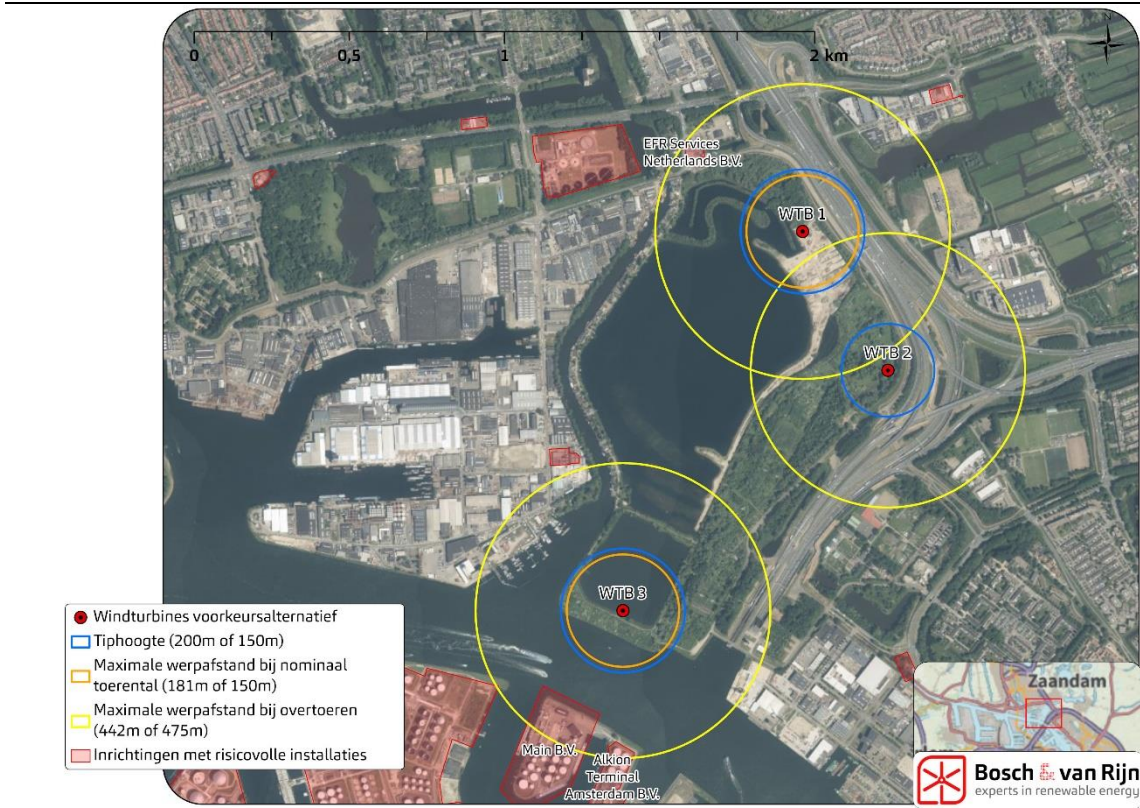 0
0,5
1
2 km
EFR Services
Netherlands B.V.
WTB 1
WTB 2
WTB 3
Windturbines voorkeursalternatief
Tiphoogte (200m of 150m)
Maximale werpafstand bij nominaal
toerental (181m of 150m)
Maximale werpafstand bij overtoeren
(442m of 475m)
Inrichtingen met risicovolle installaties
Main B.V.
Alkion
Terminal
Amsterdam B.V.
Zaandam
Bosch & van Rijn
experts in renewable energy